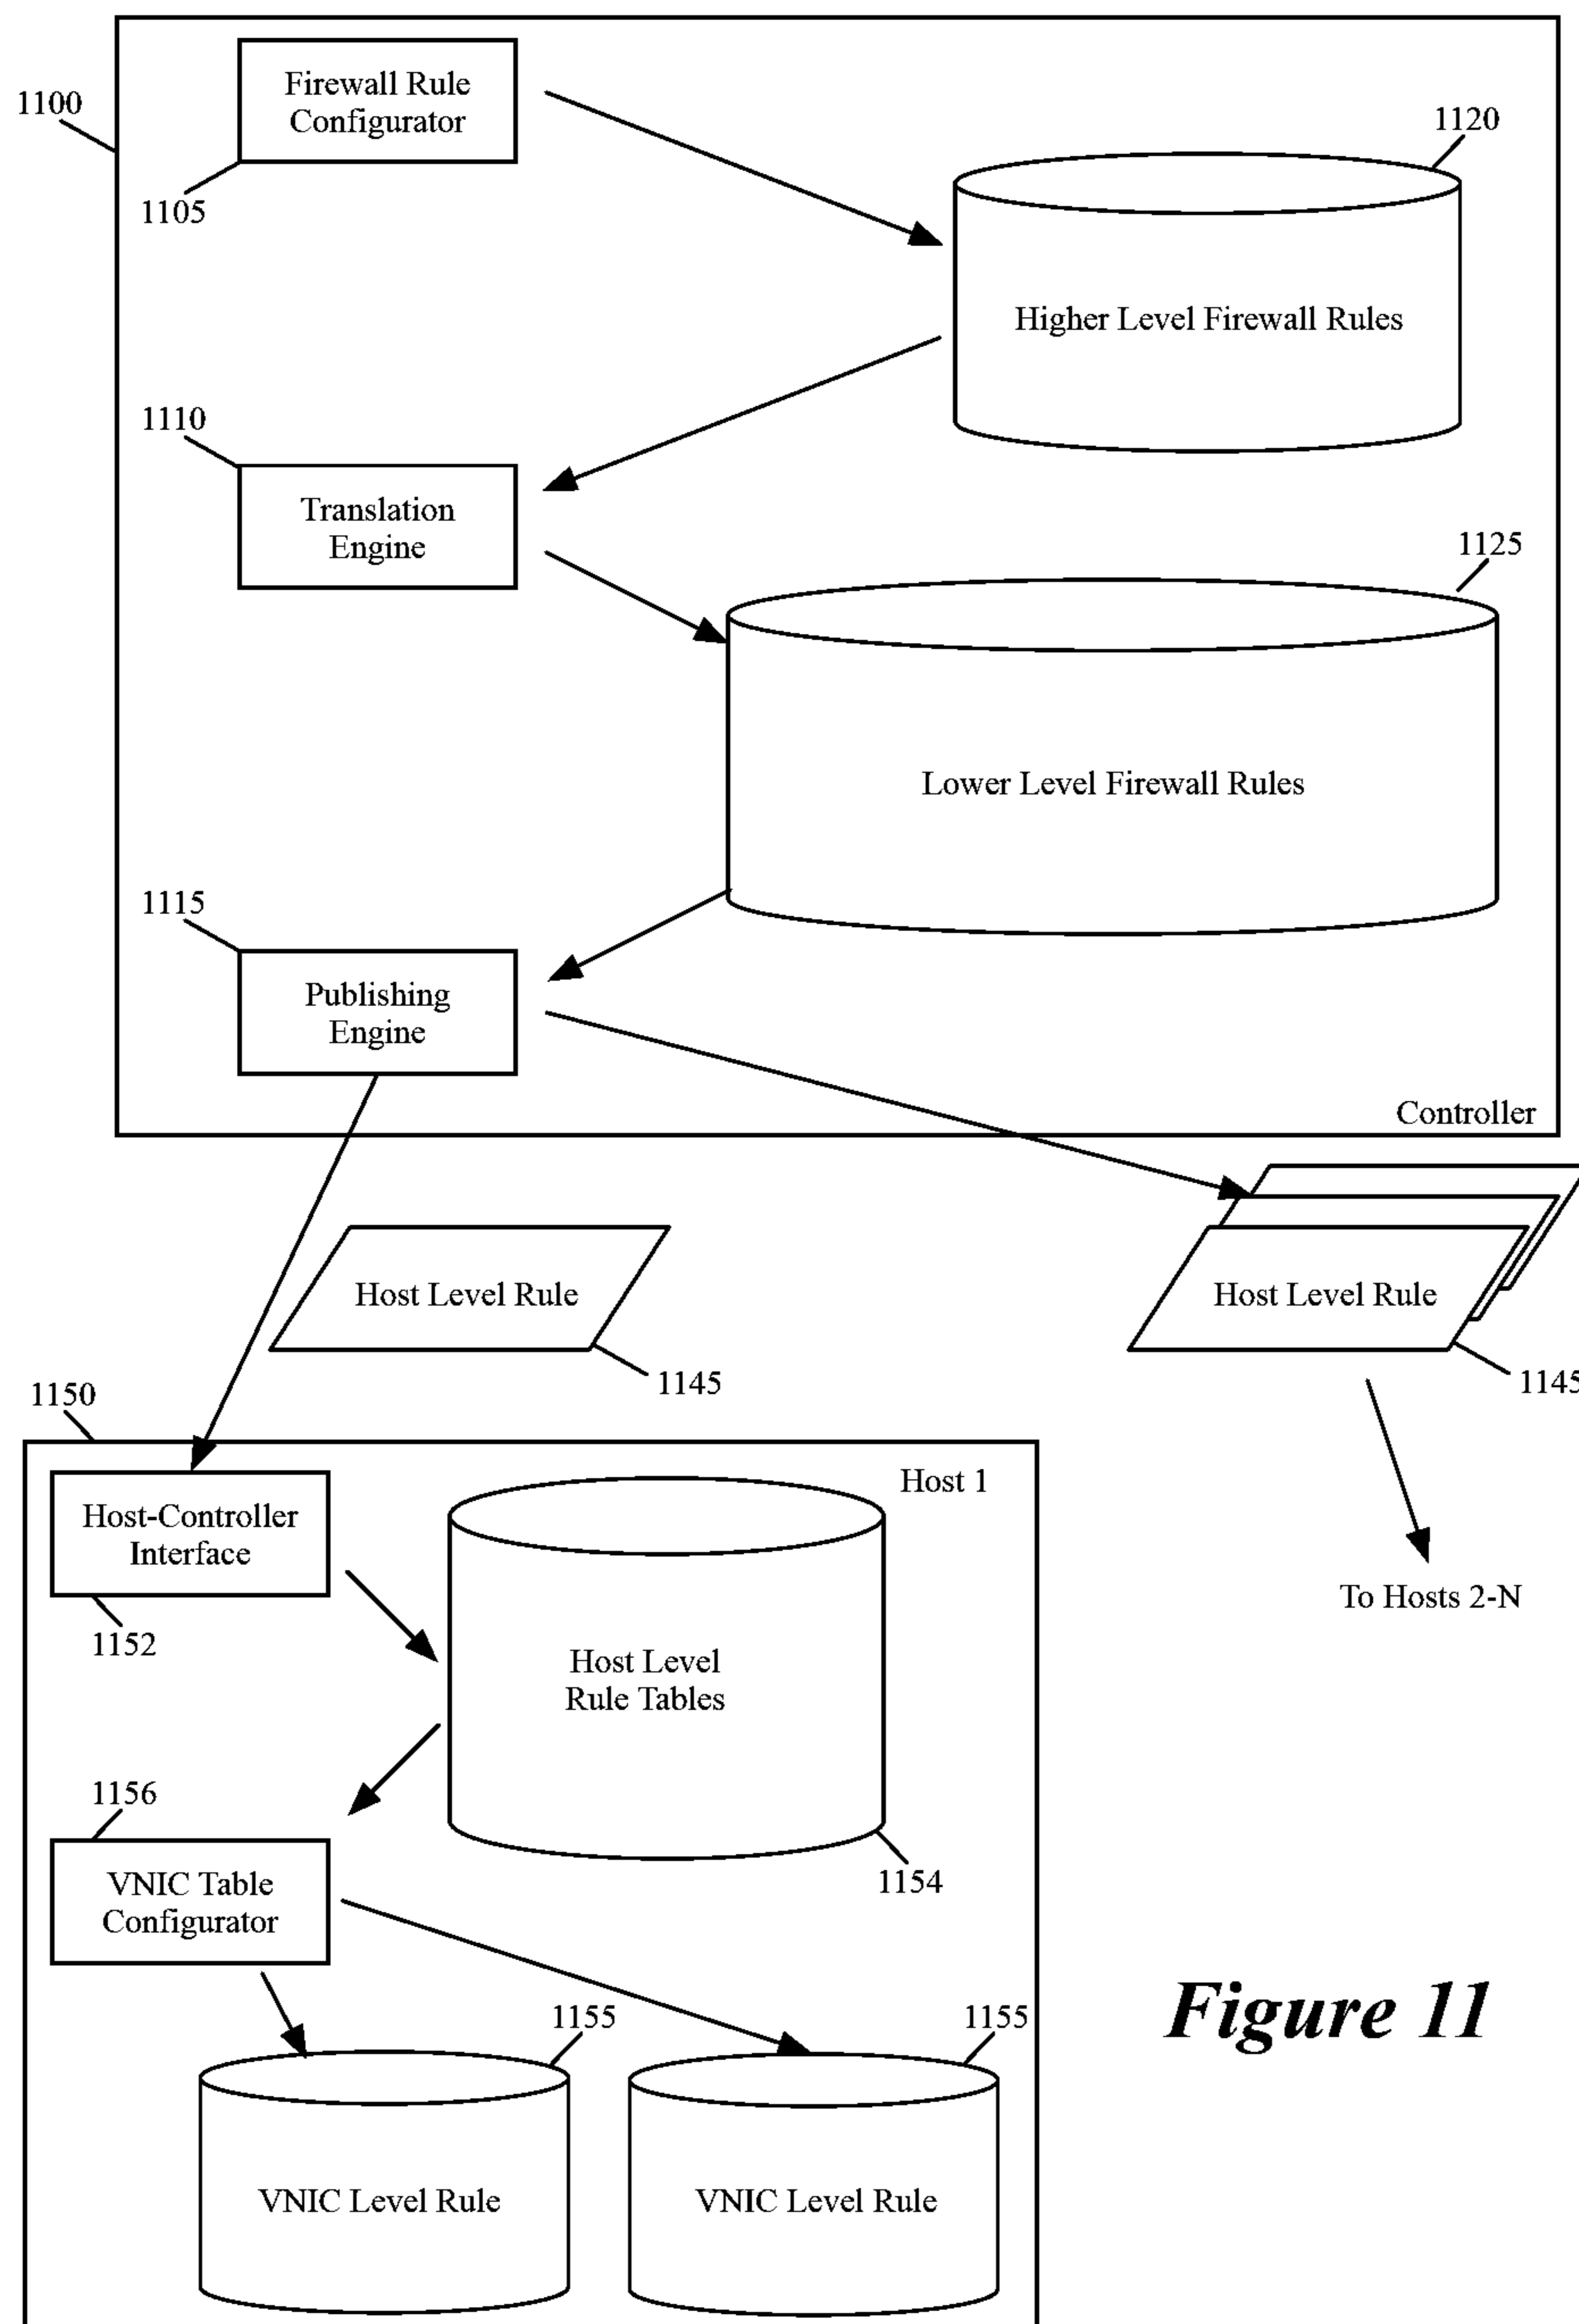 1100
Firewall Rule
Configurator
1105
1120
Higher Level Firewall Rules
1110
Translation
Engine
1125
Lower Level Firewall Rules
1115
Publishing
Engine
Controller
Host Level Rule
1145
Host Level Rule
1145
1150
Host 1
Host-Controller
Interface
1152
Host Level
Rule Tables
To Hosts 2-N
1156
1154
VNIC Table
Configurator
1155
1155
VNIC Level Rule
VNIC Level Rule
Figure 11